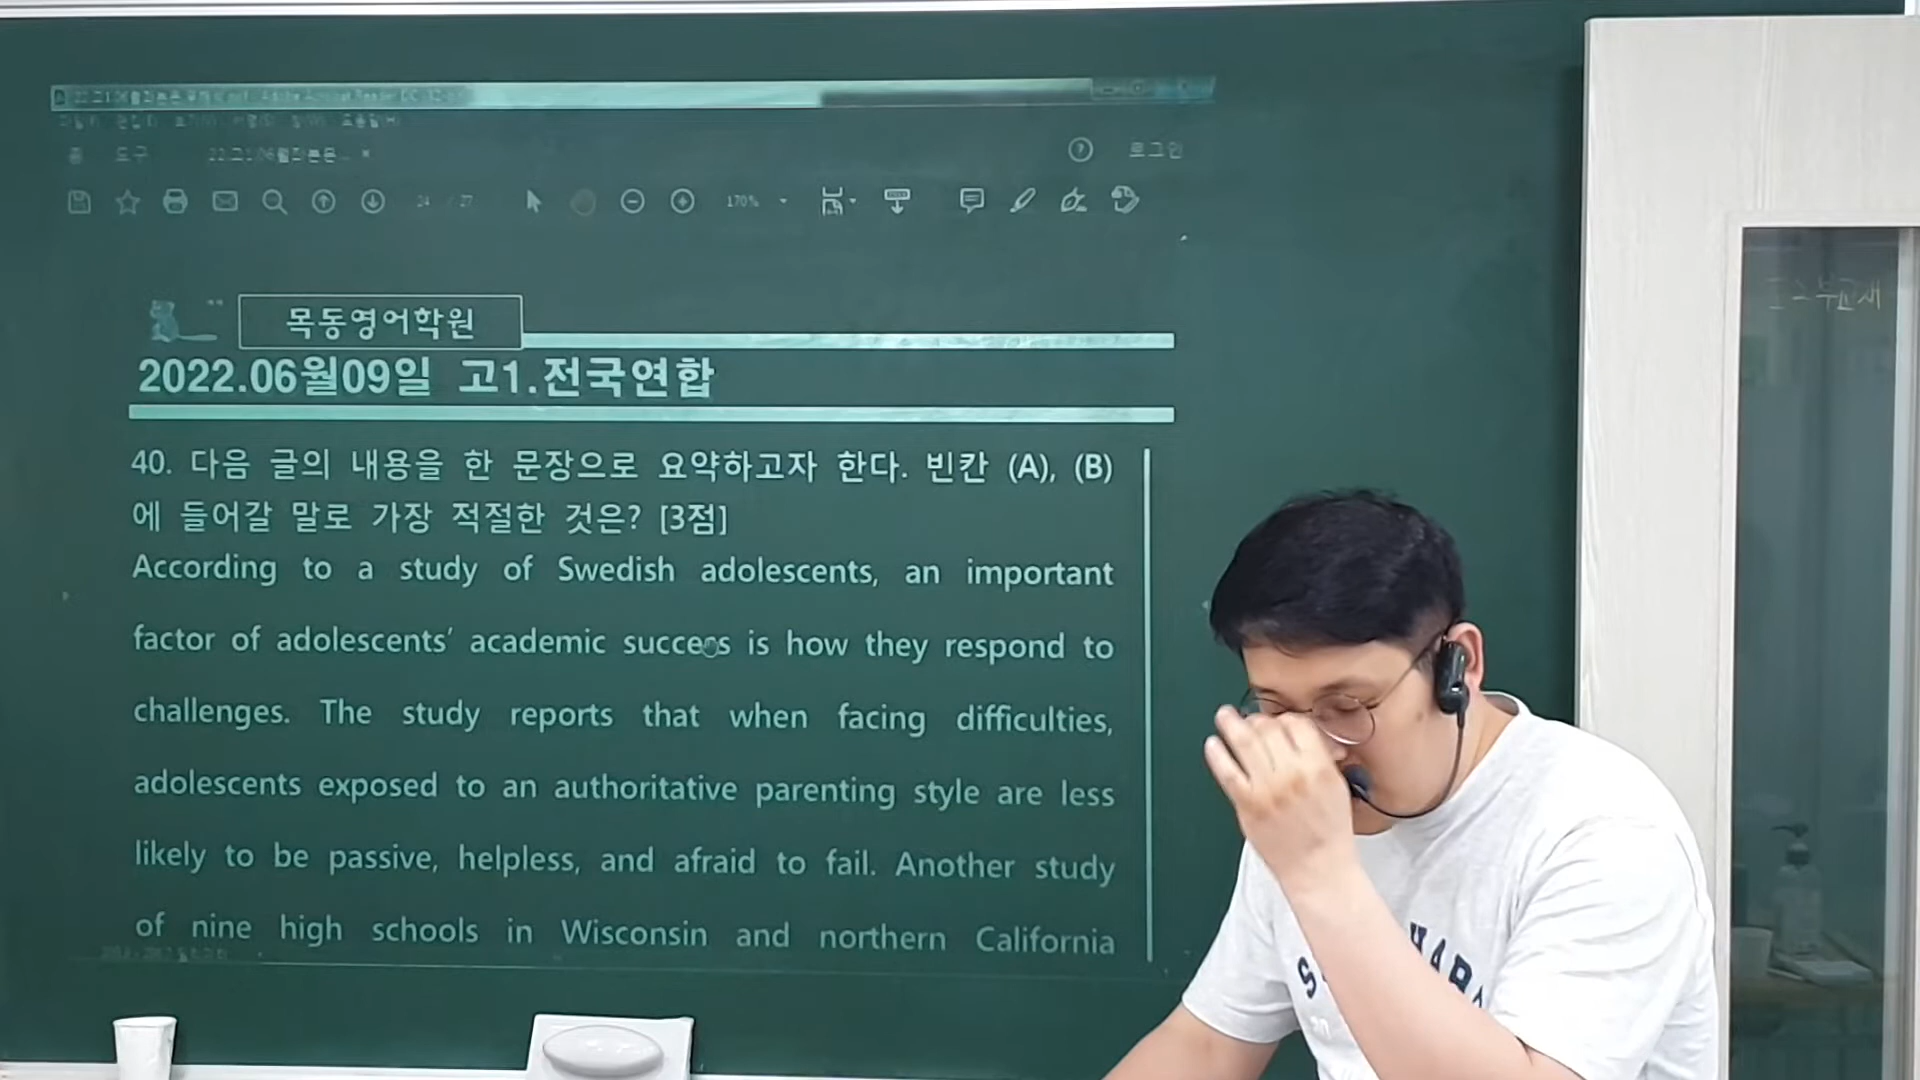 홈 도구
로그인
24 / 27 170%
목동영어학원
2022.06월09일 고1.전국연합
40. 다음 글의 내용을 한 문장으로 요약하고자 한다. 빈칸 (A), (B)
에 들어갈 말로 가장 적절한 것은? [3점]
According to a study of Swedish adolescents, an important
factor of adolescents’ academic success is how they respond to
challenges. The study reports that when facing difficulties,
adolescents exposed to an authoritative parenting style are less
likely to be passive, helpless, and afraid to fail. Another study
of nine high schools in Wisconsin and northern California